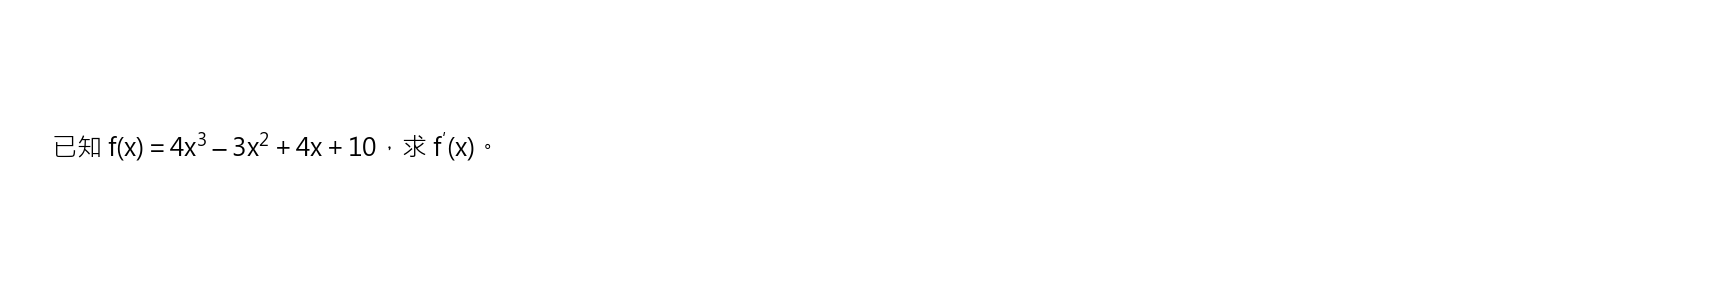 已知 f(x) = 4x³ – 3x² + 4x + 10，求 f′(x)。